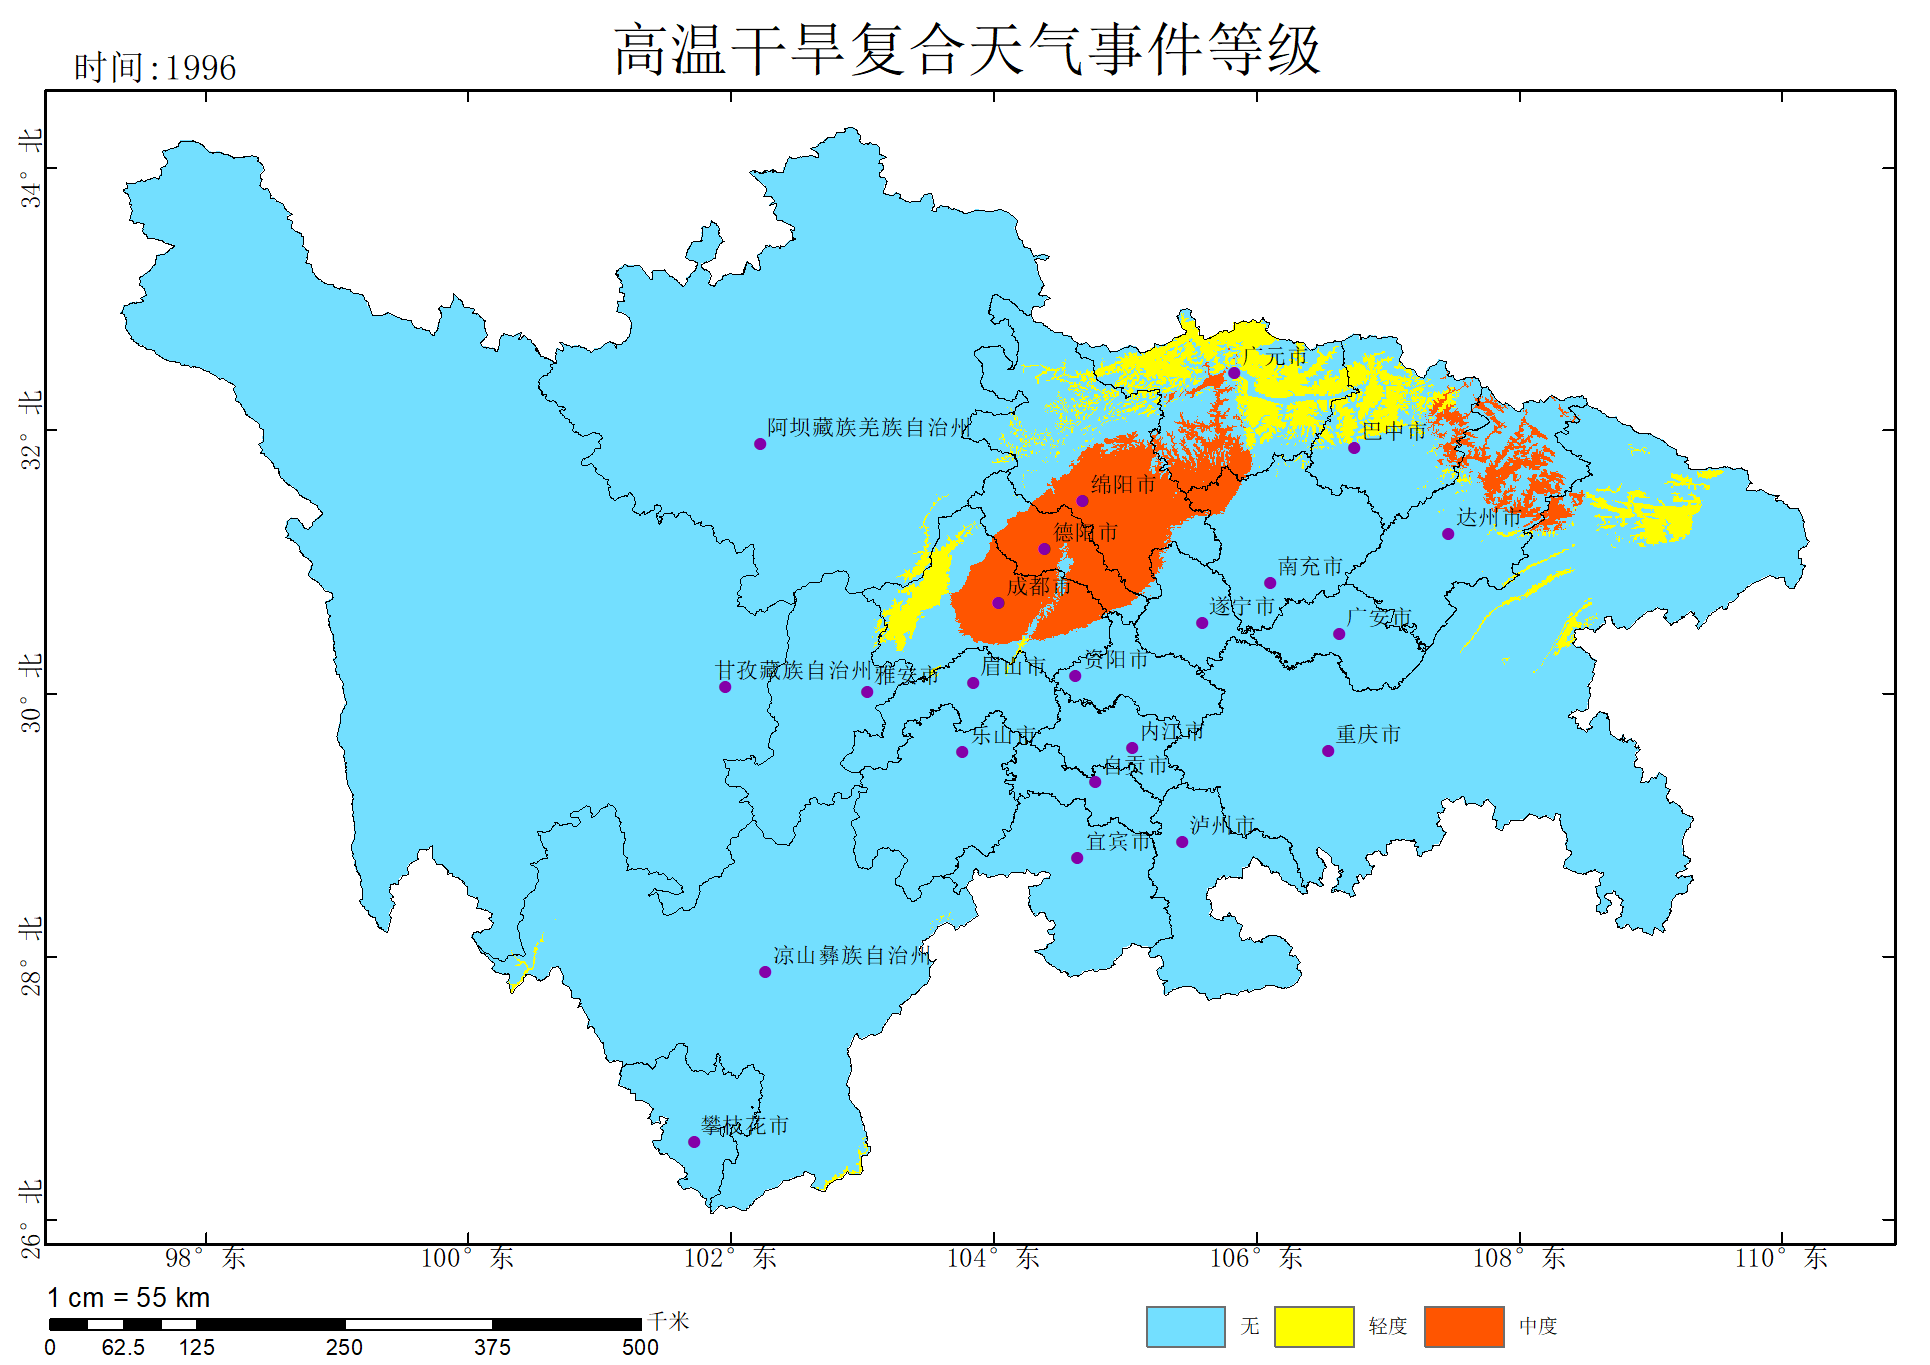 高温干旱复合天气事件等级
时间:1996
34° 北
32° 北
30° 北
28° 北
26° 北
广元市
阿坝藏族羌族自治州
巴中市
绵阳市
达州市
德阳市
南充市
成都市
遂宁市
广安市
甘孜藏族自治州
雅安市
眉山市
资阳市
乐山市
内江市
重庆市
自贡市
泸州市
宜宾市
凉山彝族自治州
攀枝花市
98° 东
100° 东
102° 东
104° 东
106° 东
108° 东
110° 东
1 cm = 55 km
千米
0 62.5 125 250 375 500
无 轻度 中度